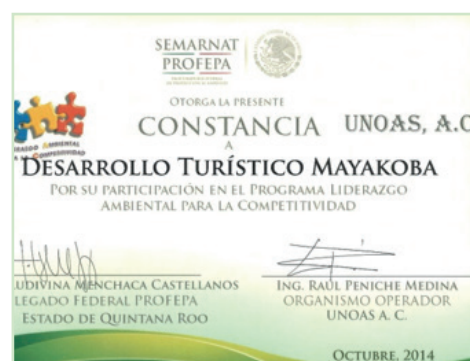 SEMARNAT
PROFEPA
OTORGA LA PRESENTE
CONSTANCIA
UNOAS, A.C
A
DESARROLLO TURÍSTICO MAYAKOBA
POR SU PARTICIPACIÓN EN EL PROGRAMA LIDERAZGO
AMBIENTAL PARA LA COMPETITIVIDAD
UDIVINA MENCHACA CASTELLANOS
LEGADO FEDERAL PROFEPA
ESTADO DE QUINTANA ROO
ING. RAÚL PENICHE MEDINA
ORGANISMO OPERADOR
UNOAS A. C.
OCTUBRE, 2014